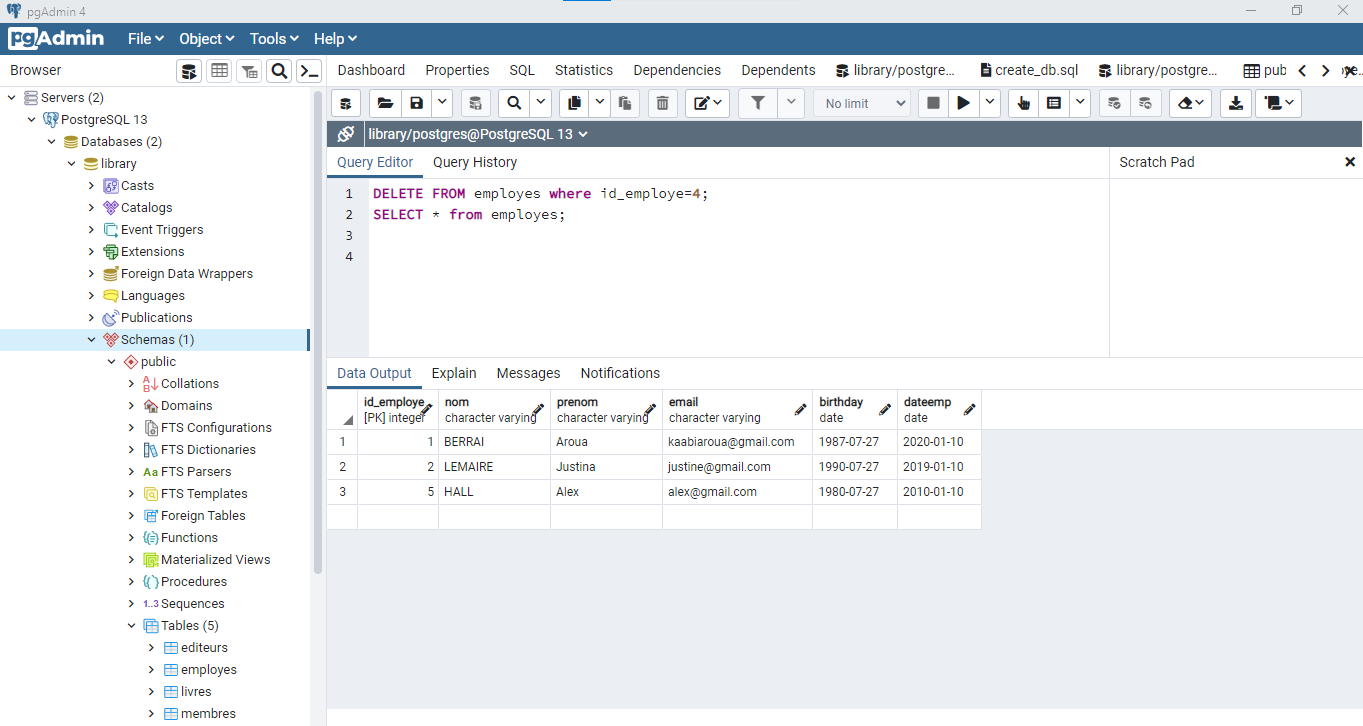 pgAdmin 4
pgAdmin File Object Tools Help
Browser
Dashboard Properties SQL Statistics Dependencies Dependents library/postgre... create_db.sql library/postgre... pub
Servers (2)
PostgreSQL 13
Databases (2)
library
Casts
Catalogs
Event Triggers
Extensions
Foreign Data Wrappers
Languages
Publications
Schemas (1)
public
Collations
Domains
FTS Configurations
FTS Dictionaries
Aa FTS Parsers
FTS Templates
Foreign Tables
Functions
Materialized Views
Procedures
1..3 Sequences
Tables (5)
editeurs
employes
livres
membres
No limit
library/postgres@PostgreSQL 13
Query Editor Query History
Scratch Pad
1 DELETE FROM employes where id_employe=4;
2 SELECT * from employes;
3
4
Data Output Explain Messages Notifications
id_employe nom prenom email birthday dateemp
[PK] integer character varying character varying character varying date date
1 1 BERRAI Aroua kaabiaroua@gmail.com 1987-07-27 2020-01-10
2 2 LEMAIRE Justina justine@gmail.com 1990-07-27 2019-01-10
3 5 HALL Alex alex@gmail.com 1980-07-27 2010-01-10